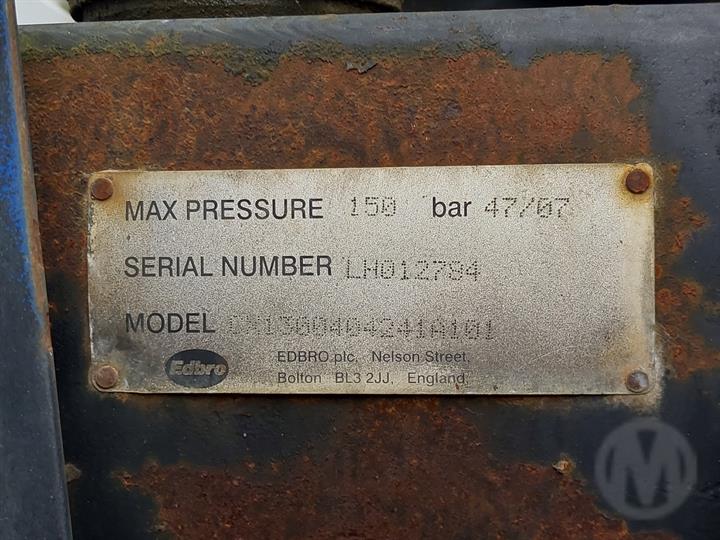 MAX PRESSURE 150 bar 47/07
SERIAL NUMBER LH012784
MODEL CX1360404241A101
Edbro
EDBRO plc, Nelson Street,
Bolton BL3 2JJ, England
M